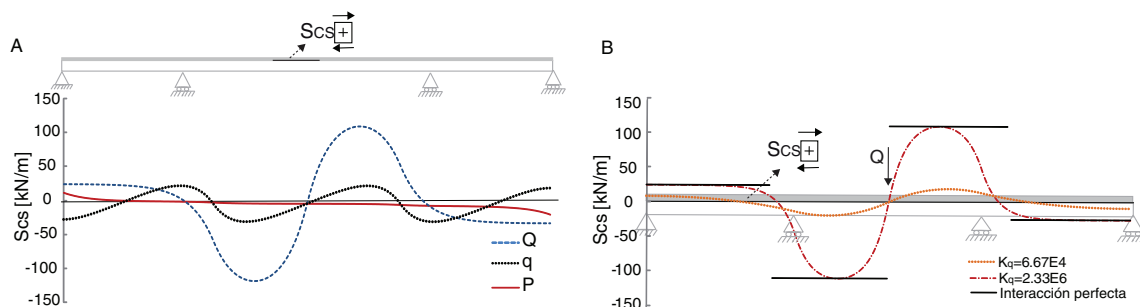 A
Scs +
150
100
50
0
-50
-100
-150
Scs [kN/m]
Q
q
P
B
150
100
50
0
-50
-100
-150
Scs [kN/m]
Scs +
Q
Kq=6.67E4
Kq=2.33E6
Interacción perfecta